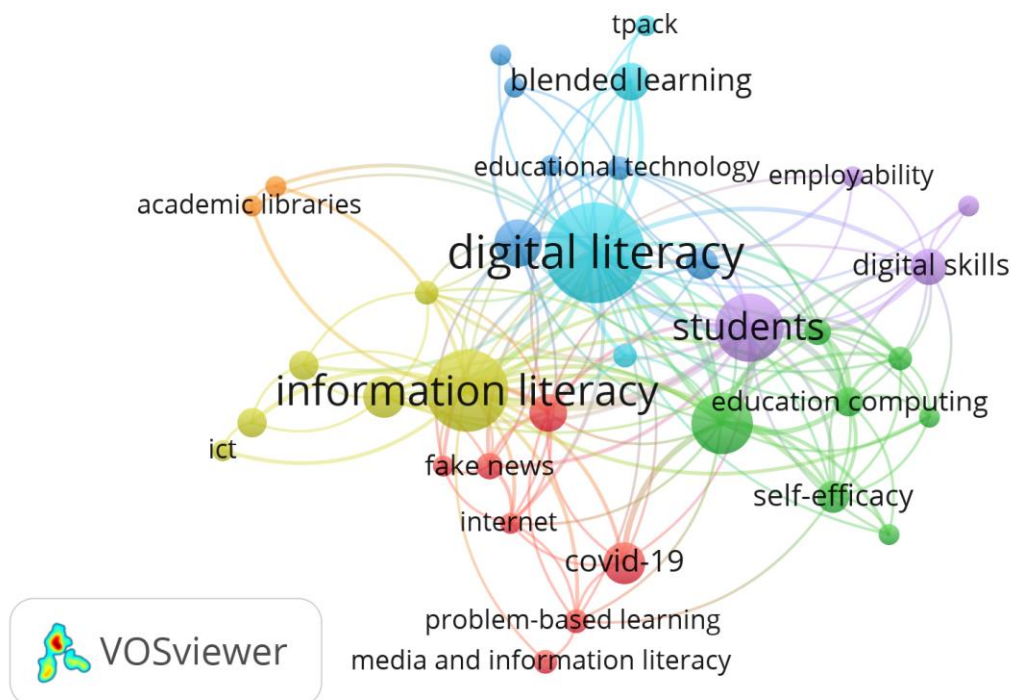 tpack
blended learning
educational technology
employability
academic libraries
digital literacy
digital skills
students
information literacy
education computing
ict
fake news
self-efficacy
internet
covid-19
problem-based learning
VOSviewer
media and information literacy